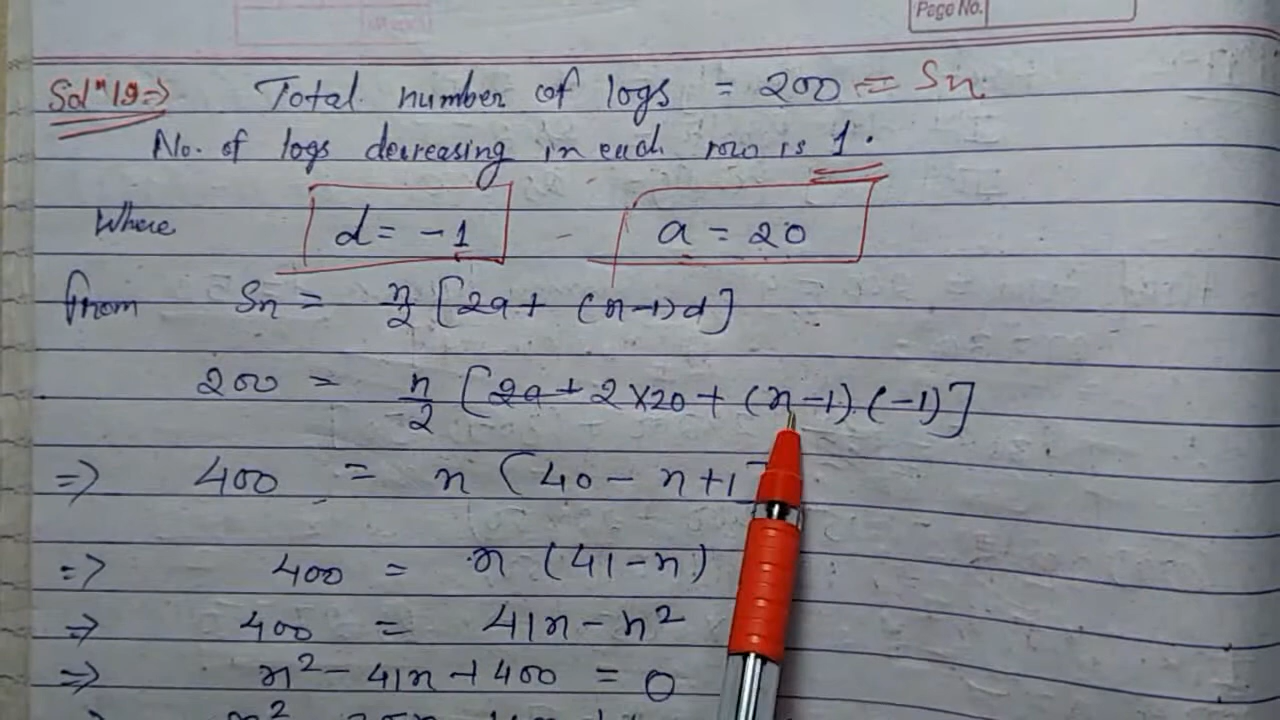 Page No.
Solⁿ 19 ⇒ Total number of logs = 200 = Sn.
No. of logs decreasing in each row is 1.
Where d = -1 - a = 20
from Sn = n/2 [2a + (n-1)d]
200 = n/2 [2a + 2×20 + (n-1).(-1)]
⇒ 400 = n (40 - n+1]
⇒ 400 = n (41-n)
⇒ 400 = 41n - n²
⇒ n² - 41n + 400 = 0